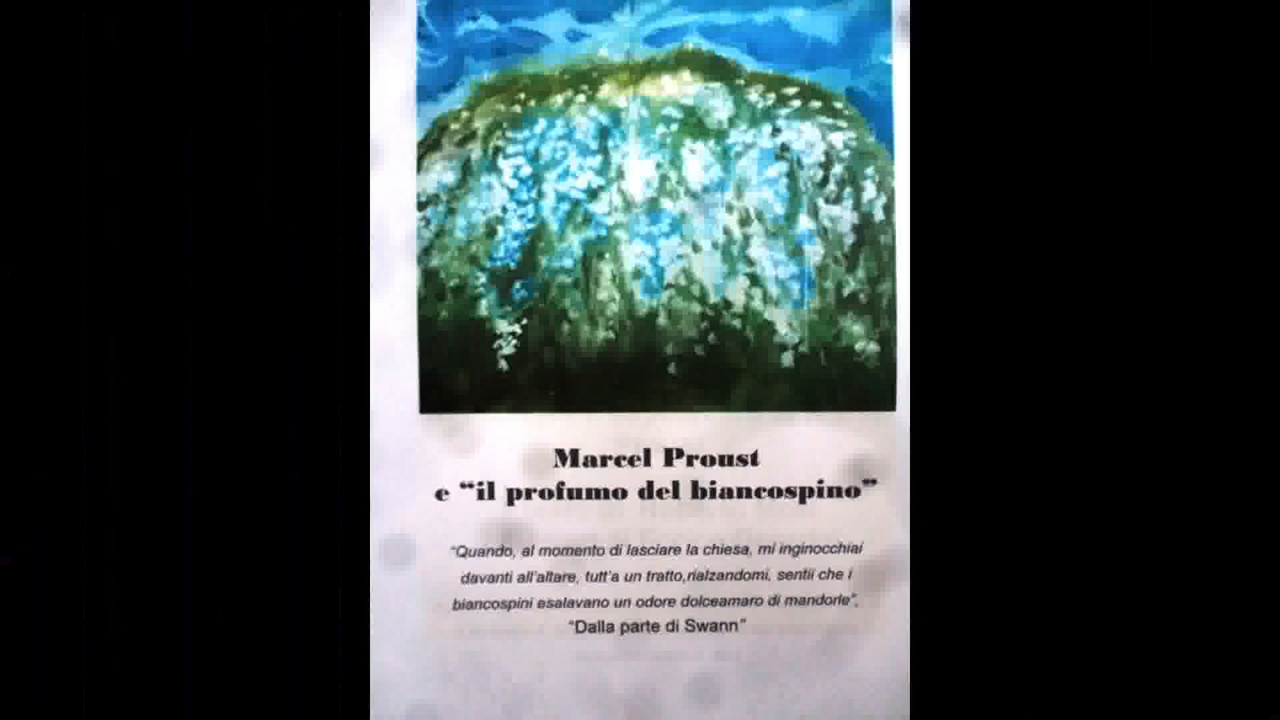 Marcel Proust
e “il profumo del biancospino”
“Quando, al momento di lasciare la chiesa, mi inginocchiai
davanti all'altare, tutt'a un tratto,rialzandomi, sentii che i
biancospini esalavano un odore dolceamaro di mandorle”,
“Dalla parte di Swann”